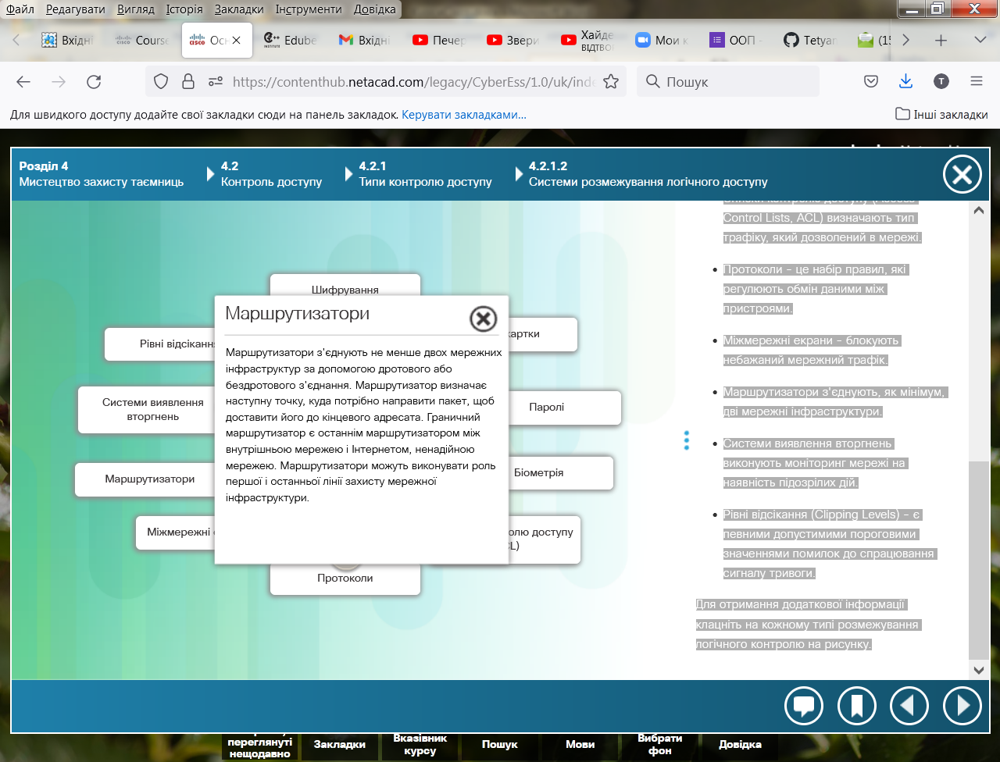 Файл Редагувати Вигляд Історія Закладки Інструменти Довідка
Вхідні
Course
Осн
Edube
Вхідні
Печер
Звери
Хайде
ВІДТВОР
Мои к
ООП -
Tetyan
(15
https://contenthub.netacad.com/legacy/CyberEss/1.0/uk/inde
Пошук
T
Для швидкого доступу додайте свої закладки сюди на панель закладок. Керувати закладками...
Інші закладки
Розділ 4
Мистецтво захисту таємниць
4.2
Контроль доступу
4.2.1
Типи контролю доступу
4.2.1.2
Системи розмежування логічного доступу
Шифрування
Рівні відсікання
Системи виявлення
вторгнень
Маршрутизатори
Міжмережні
Протоколи
картки
Паролі
Біометрія
олю доступу
CL)
Маршрутизатори
Маршрутизатори з'єднують не менше двох мережних
інфраструктур за допомогою дротового або
бездротового з'єднання. Маршрутизатор визначає
наступну точку, куда потрібно направити пакет, щоб
доставити його до кінцевого адресата. Граничний
маршрутизатор є останнім маршрутизатором між
внутрішньою мережею і Інтернетом, ненадійною
мережею. Маршрутизатори можуть виконувати роль
першої і останньої лінії захисту мережної
інфраструктури.
Списки контролю доступу (Access
Control Lists, ACL) визначають тип
трафіку, який дозволений в мережі.
• Протоколи – це набір правил, які
регулюють обмін даними між
пристроями.
• Міжмережні екрани – блокують
небажаний мережний трафік.
• Маршрутизатори з'єднують, як мінімум,
дві мережні інфраструктури.
• Системи виявлення вторгнень
виконують моніторинг мережі на
наявність підозрілих дій.
• Рівні відсікання (Clipping Levels) – є
певними допустимими пороговими
значеннями помилок до спрацювання
сигналу тривоги.
Для отримання додаткової інформації
клацніть на кожному типі розмежування
логічного контролю на рисунку.
переглянуті
нещодавно
Закладки
Вказівник
курсу
Пошук
Мови
Вибрати
фон
Довідка